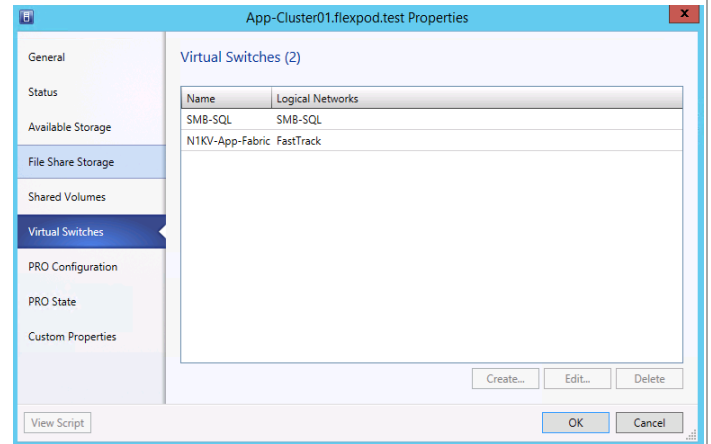 App-Cluster01.flexpod.test Properties
x
General
Status
Available Storage
File Share Storage
Shared Volumes
Virtual Switches
PRO Configuration
PRO State
Custom Properties
Virtual Switches (2)
Name Logical Networks
SMB-SQL SMB-SQL
N1KV-App-Fabric FastTrack
Create... Edit... Delete
View Script OK Cancel